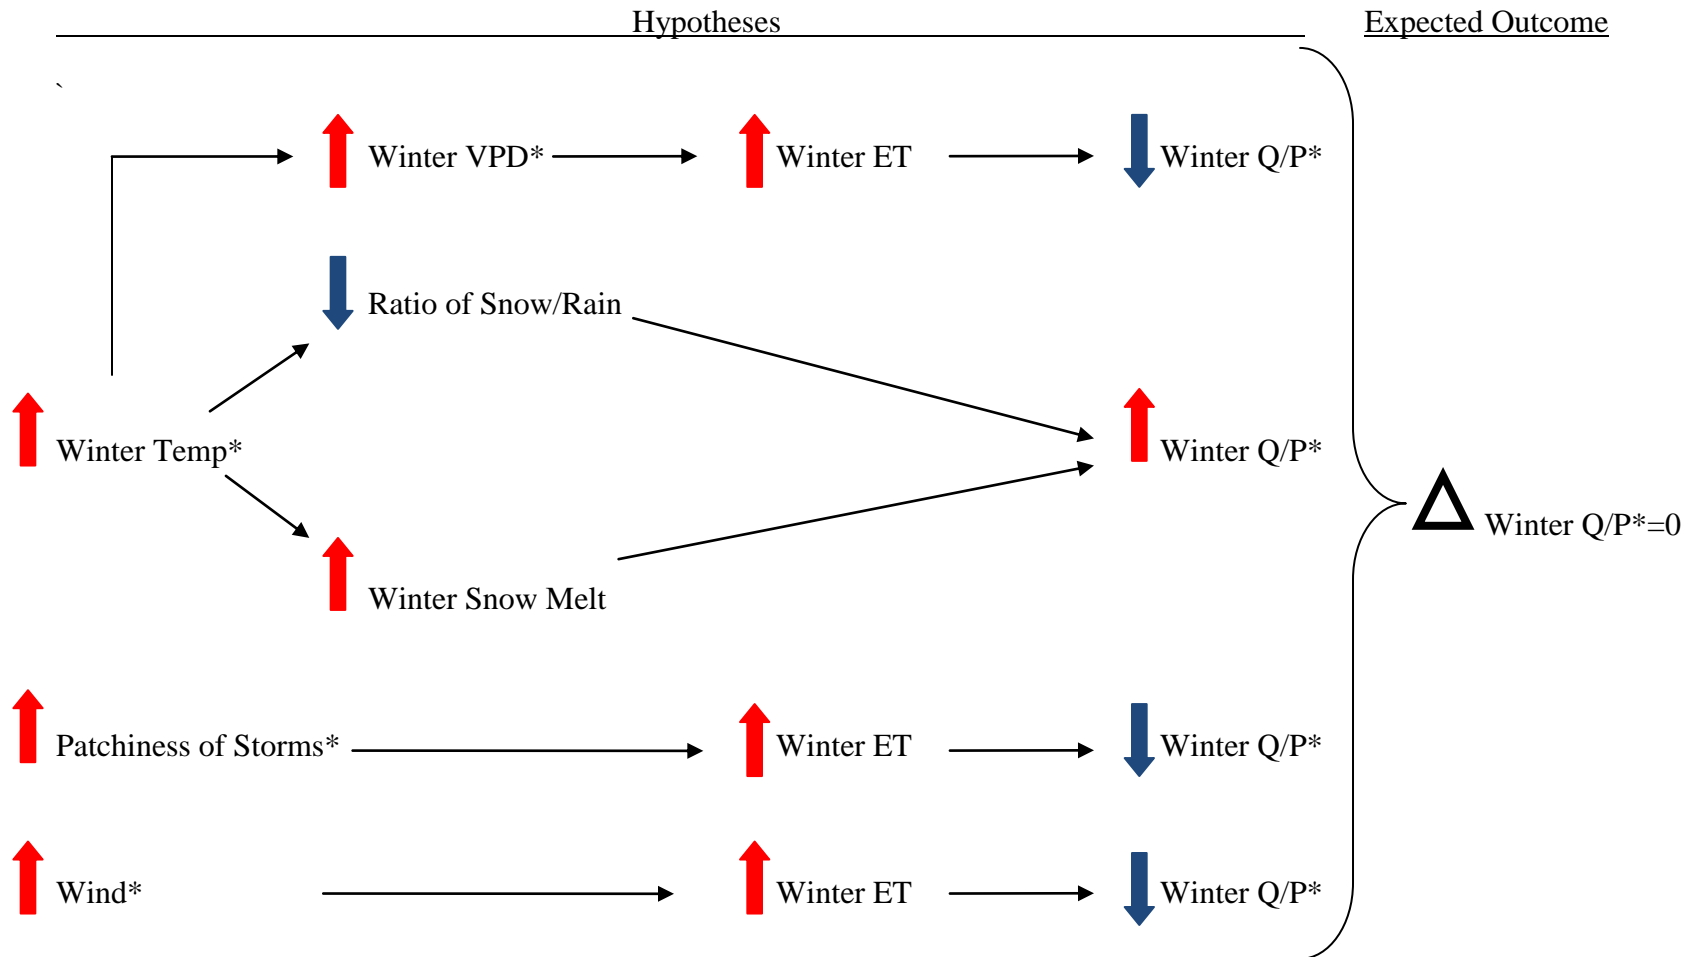 Hypotheses Expected Outcome
`
Winter VPD* Winter ET Winter Q/P*
Ratio of Snow/Rain
Winter Temp* Winter Q/P*
Winter Q/P*=0
Winter Snow Melt
Patchiness of Storms* Winter ET Winter Q/P*
Wind* Winter ET Winter Q/P*